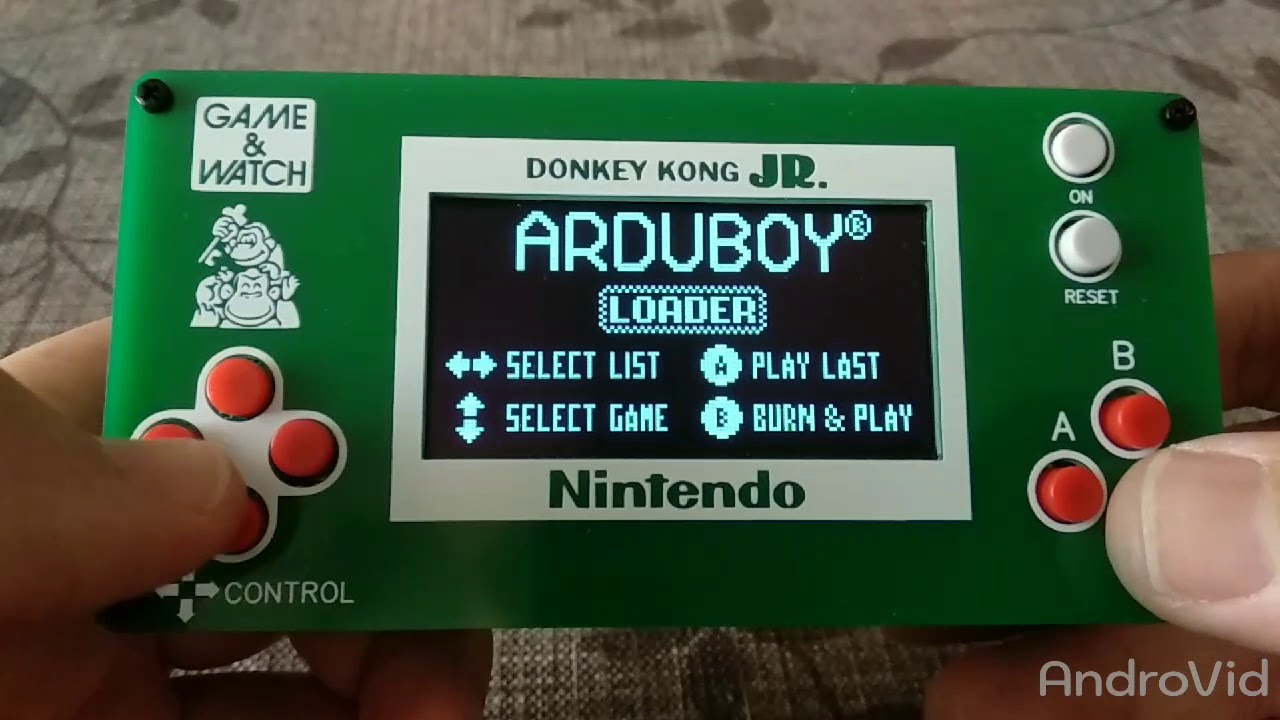 GAME
&
WATCH
DONKEY KONG JR.
ARDUBOY®
LOADER
SELECT LIST
A PLAY LAST
SELECT GAME
B BURN & PLAY
Nintendo
CONTROL
ON
RESET
B
A
AndroVid